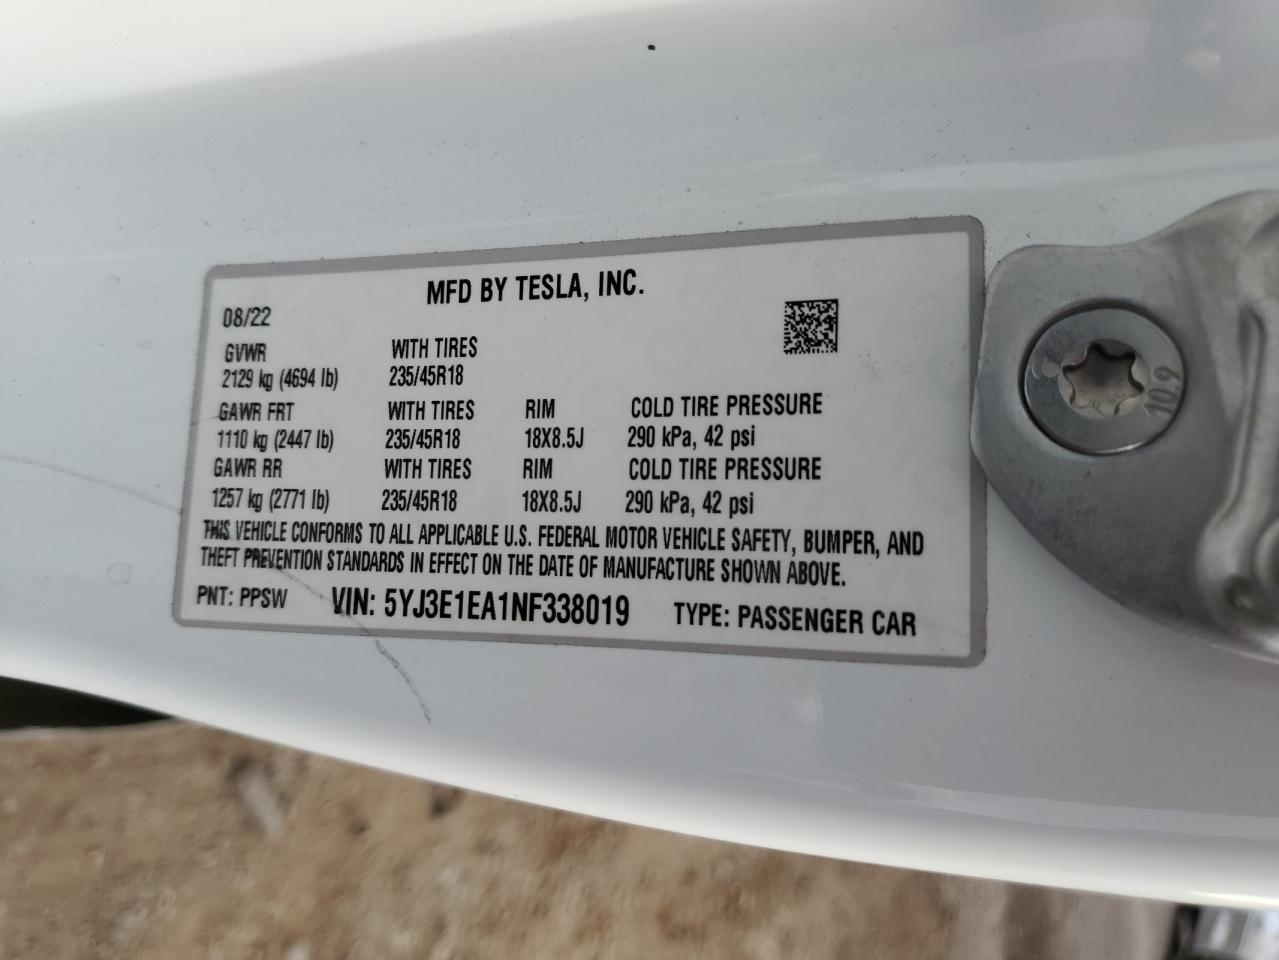 MFD BY TESLA, INC.
08/22
GVWR WITH TIRES
2129 kg (4694 lb) 235/45R18
GAWR FRT WITH TIRES RIM COLD TIRE PRESSURE
1110 kg (2447 lb) 235/45R18 18X8.5J 290 kPa, 42 psi
GAWR RR WITH TIRES RIM COLD TIRE PRESSURE
1257 kg (2771 lb) 235/45R18 18X8.5J 290 kPa, 42 psi
THIS VEHICLE CONFORMS TO ALL APPLICABLE U.S. FEDERAL MOTOR VEHICLE SAFETY, BUMPER, AND
THEFT PREVENTION STANDARDS IN EFFECT ON THE DATE OF MANUFACTURE SHOWN ABOVE.
PNT: PPSW VIN: 5YJ3E1EA1NF338019 TYPE: PASSENGER CAR
10.9